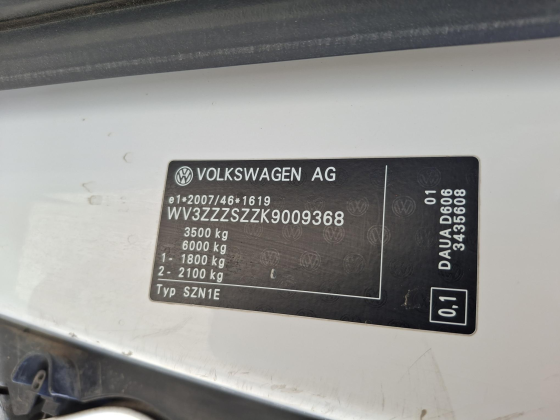 VOLKSWAGEN AG
e1*2007/46*1619
WV3ZZZSZZK9009368
3500 kg
6000 kg
1- 1800 kg
2- 2100 kg
Typ SZN1E
01
DAUA D606
3435608
0,1